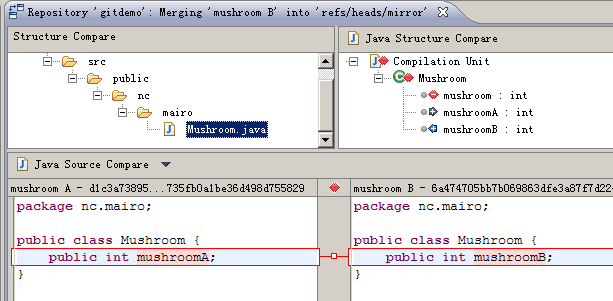 Repository 'gitdemo': Merging 'mushroom B' into 'refs/heads/mirror'
Structure Compare
src
public
nc
mairo
Mushroom.java
Java Structure Compare
Compilation Unit
Mushroom
mushroom : int
mushroomA : int
mushroomB : int
Java Source Compare
mushroom A - d1c3a73895...735fb0a1be36d498d755829
package nc.mairo;
public class Mushroom {
public int mushroomA;
}
mushroom B - 6a474705bb7b069863dfe3a87f7d22
package nc.mairo;
public class Mushroom {
public int mushroomB;
}